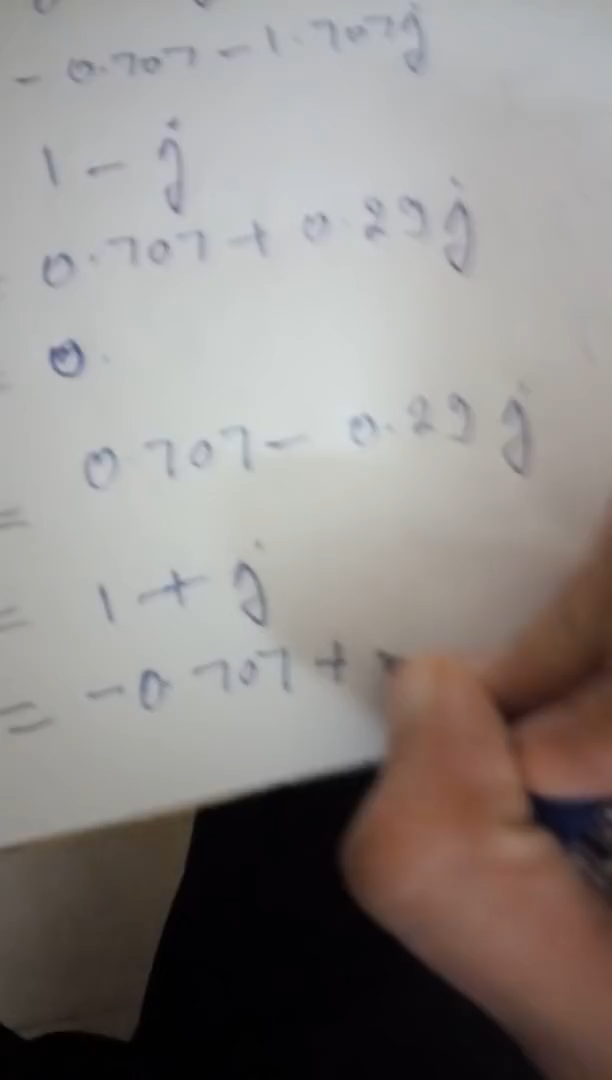 - 0.707 - 1.707j
1 - j
0.707 + 0.29j
0.
0.707 - 0.29j
= 1 + j
= -0.707 +